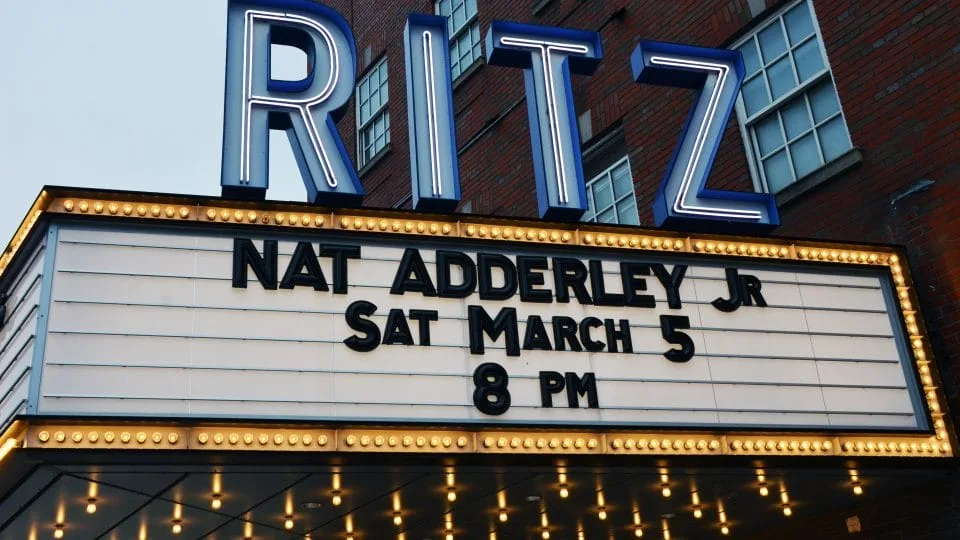 RITZ
NAT ADDERLEY JR
SAT MARCH 5
8 PM